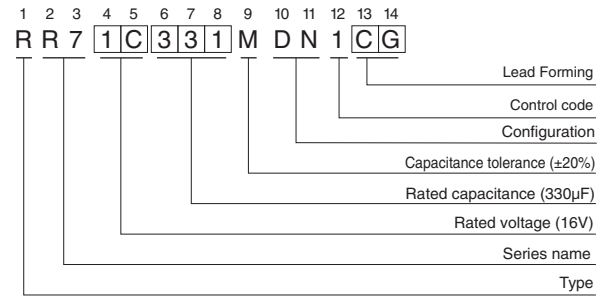 1 2 3 4 5 6 7 8 9 10 11 12 13 14
R R 7 1 C 3 3 1 M D N 1 C G
Lead Forming
Control code
Configuration
Capacitance tolerance (±20%)
Rated capacitance (330µF)
Rated voltage (16V)
Series name
Type